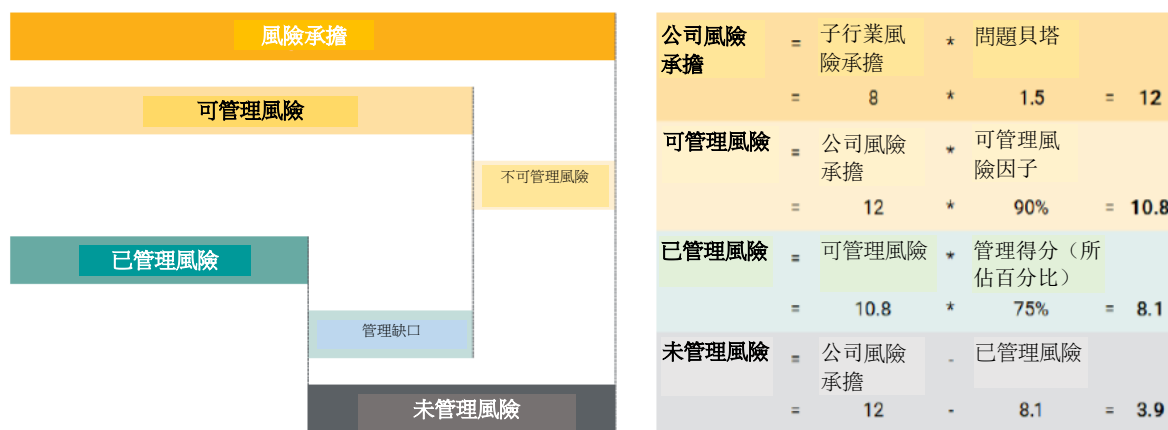 風險承擔
可管理風險
不可管理風險
已管理風險
管理缺口
未管理風險
公司風險 = 子行業風 * 問題貝塔
承擔 險承擔
= 8 * 1.5 = 12
可管理風險 = 公司風險 * 可管理風
承擔 險因子
= 12 * 90% = 10.8
已管理風險 = 可管理風險 * 管理得分（所
佔百分比）
= 10.8 * 75% = 8.1
未管理風險 = 公司風險 - 已管理風險
承擔
= 12 - 8.1 = 3.9